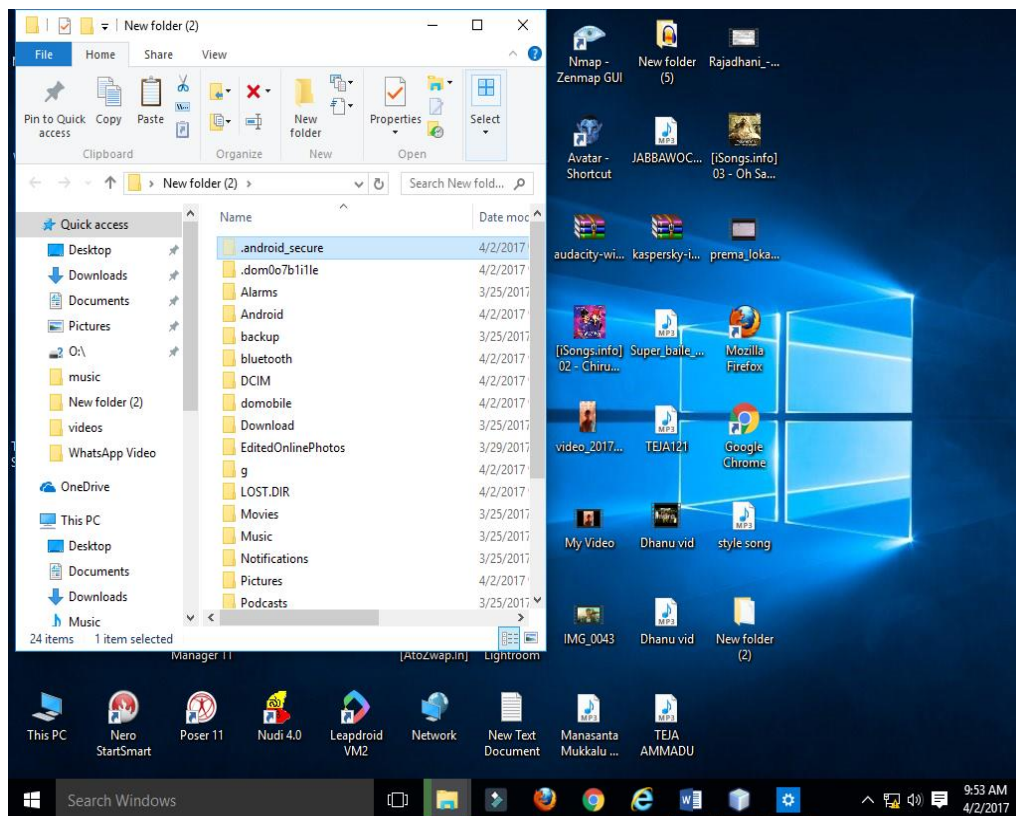 New folder (2)
File Home Share View
Pin to Quick access
Copy
Paste
New folder
Properties
Select
Clipboard Organize New Open
New folder (2)
Search New fold...
Quick access
Desktop
Downloads
Documents
Pictures
O:\
music
New folder (2)
videos
WhatsApp Video
OneDrive
This PC
Desktop
Documents
Downloads
Music
Name Date moc
.android_secure 4/2/2017
.dom0o7b1i1le 4/2/2017
Alarms 3/25/2017
Android 4/2/2017
backup 3/25/2017
bluetooth 4/2/2017
DCIM 4/2/2017
domobile 4/2/2017
Download 3/25/2017
EditedOnlinePhotos 3/29/2017
g 4/2/2017
LOST.DIR 4/2/2017
Movies 3/25/2017
Music 3/25/2017
Notifications 3/25/2017
Pictures 4/2/2017
Podcasts 3/25/2017
24 items 1 item selected
Manager 11
[AtoZwap.In]
Lightroom
Nmap -
Zenmap GUI
New folder
(5)
Rajadhani_-...
Avatar -
Shortcut
MP3
JABBAWOC...
[iSongs.info]
03 - Oh Sa...
audacity-wi...
kaspersky-i...
prema_loka...
[iSongs.info]
02 - Chiru...
MP3
Super_baile_...
Mozilla
Firefox
video_2017...
MP3
TEJA121
Google
Chrome
My Video
Dhanu vid
MP3
style song
IMG_0043
MP3
Dhanu vid
New folder
(2)
This PC
Nero
StartSmart
Poser 11
Nudi 4.0
Leapdroid
VM2
Network
New Text
Document
MP3
Manasanta
Mukkalu ...
MP3
TEJA
AMMADU
Search Windows
9:53 AM
4/2/2017